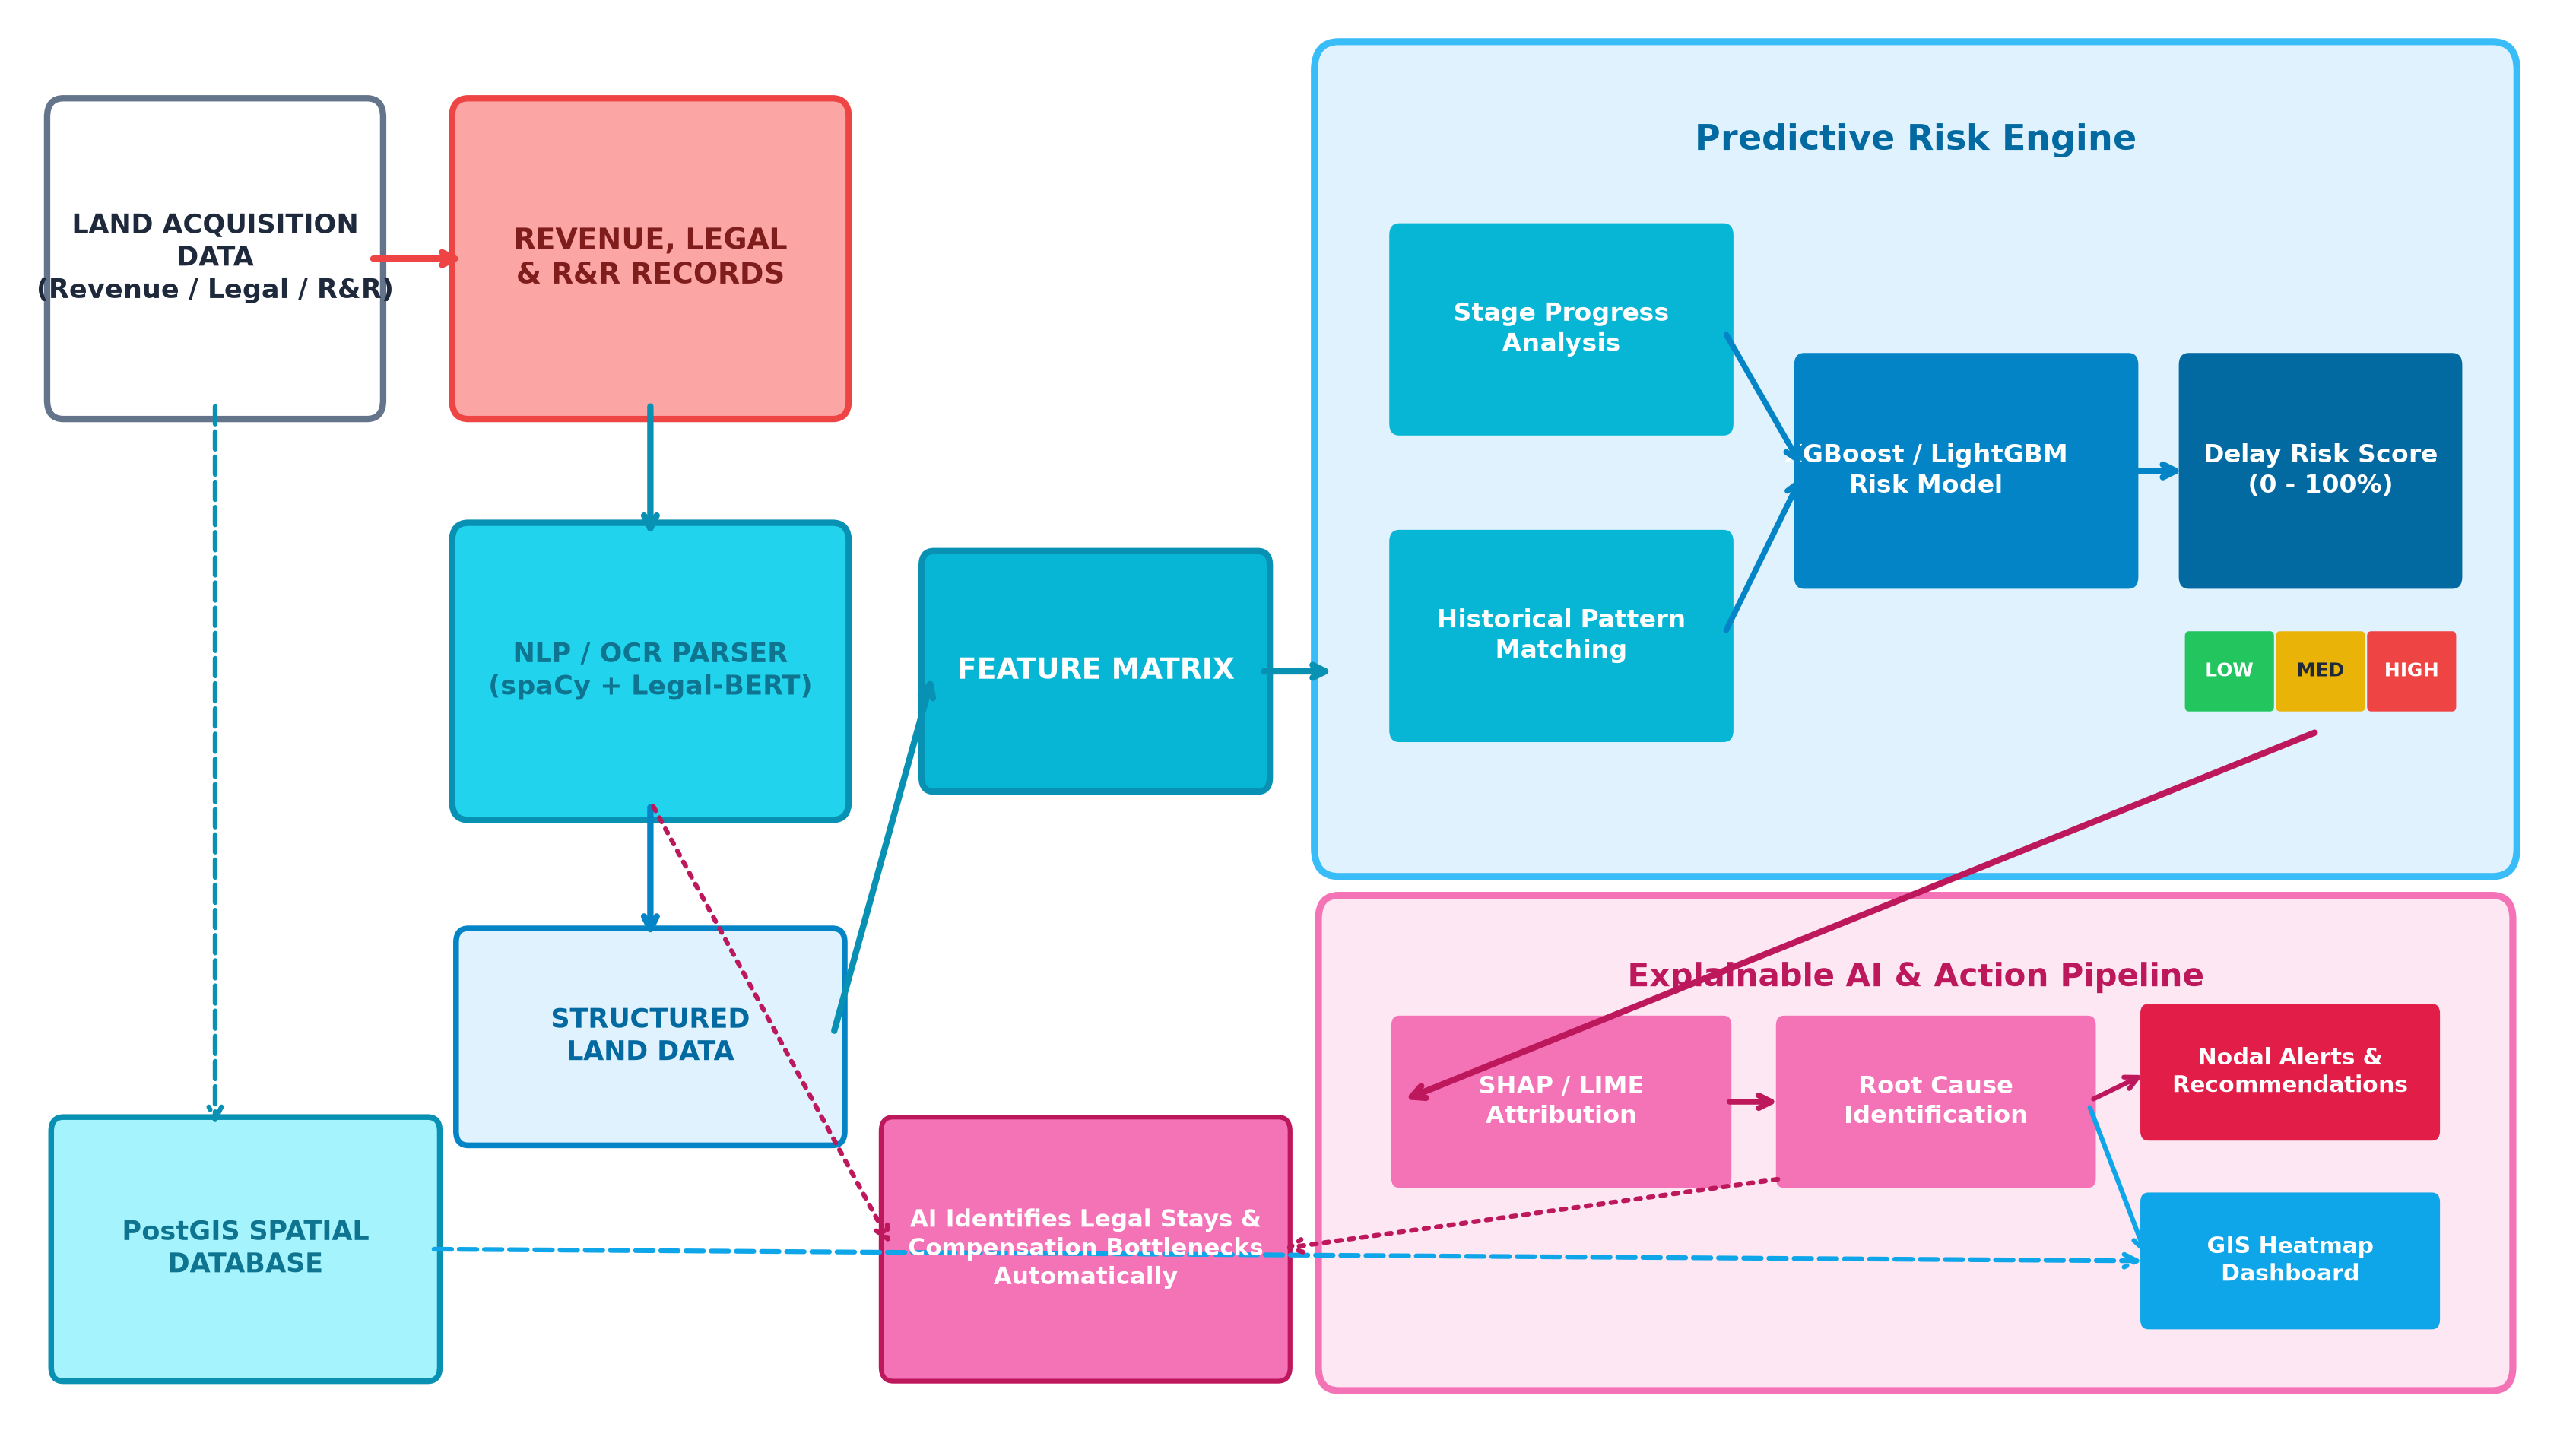 LAND ACQUISITION
DATA
(Revenue / Legal / R&R)
REVENUE, LEGAL
& R&R RECORDS
NLP / OCR PARSER
(spaCy + Legal-BERT)
STRUCTURED
LAND DATA
FEATURE MATRIX
PostGIS SPATIAL
DATABASE
AI Identifies Legal Stays &
Compensation Bottlenecks
Automatically
Predictive Risk Engine
Stage Progress
Analysis
Historical Pattern
Matching
XGBoost / LightGBM
Risk Model
Delay Risk Score
(0 - 100%)
LOW
MED
HIGH
Explainable AI & Action Pipeline
SHAP / LIME
Attribution
Root Cause
Identification
Nodal Alerts &
Recommendations
GIS Heatmap
Dashboard